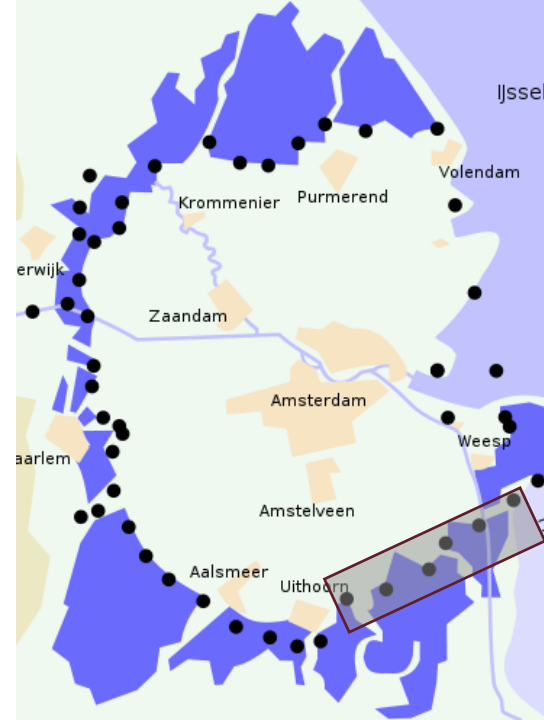 IJssel
Volendam
Purmerend
Krommenier
erwijk
Zaandam
Amsterdam
Weesp
aarlem
Amstelveen
Aalsmeer
Uithoorn